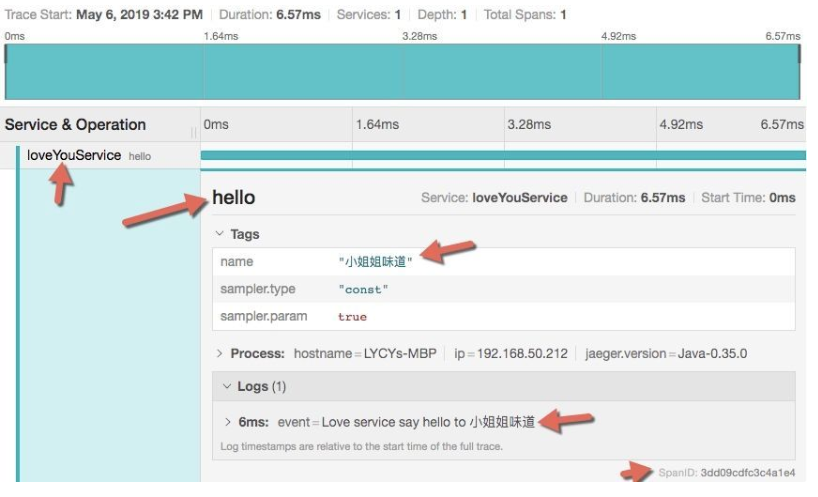 Trace Start: May 6, 2019 3:42 PM Duration: 6.57ms Services: 1 Depth: 1 Total Spans: 1
0ms 1.64ms 3.28ms 4.92ms 6.57ms
Service & Operation 0ms 1.64ms 3.28ms 4.92ms 6.57ms
loveYouService hello
hello Service: loveYouService Duration: 6.57ms Start Time: 0ms
Tags
name "小姐姐味道"
sampler.type "const"
sampler.param true
Process: hostname = LYCYs-MBP ip = 192.168.50.212 jaeger.version = Java-0.35.0
Logs (1)
6ms: event = Love service say hello to 小姐姐味道
Log timestamps are relative to the start time of the full trace.
SpanID: 3dd09cdfc3c4a1e4